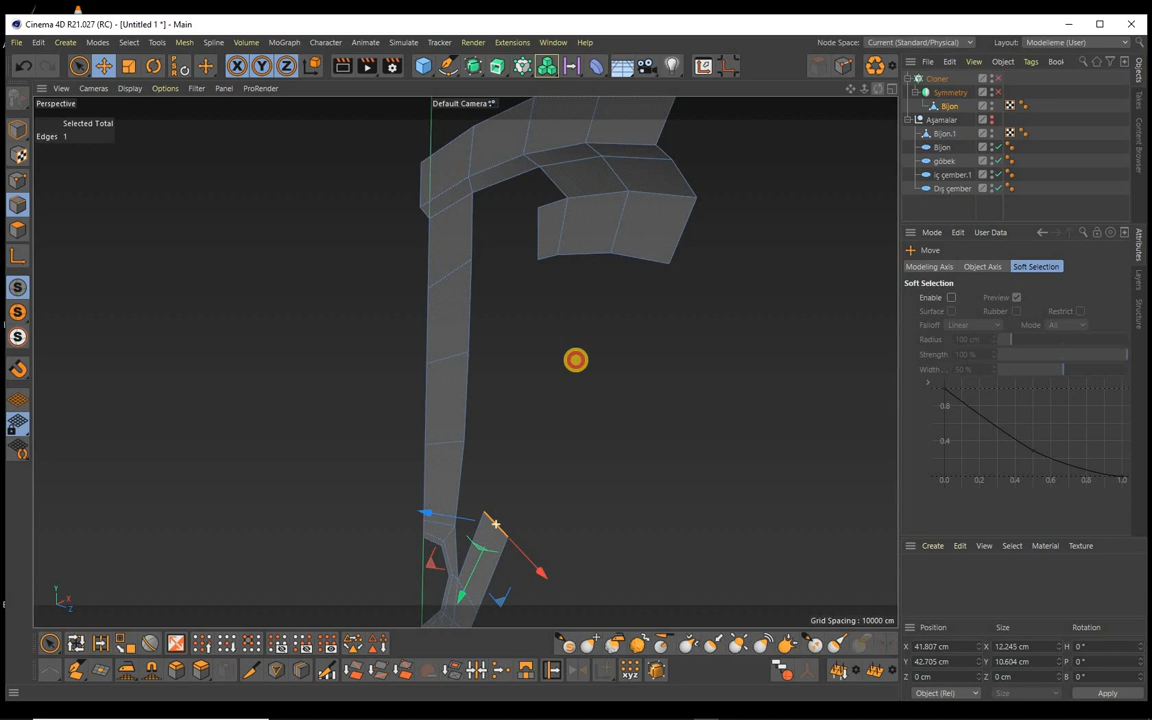 Cinema 4D R21.027 (RC) - [Untitled 1 *] - Main
File Edit Create Modes Select Tools Mesh Spline Volume MoGraph Character Animate Simulate Tracker Render Extensions Window Help
Node Space: Current (Standard/Physical) Layout: Modelleme (User)
View Cameras Display Options Filter Panel ProRender
File Edit View Object Tags Book
Perspective
Default Camera
Selected Total
Edges 1
Cloner
Symmetry
Bijon
Aşamalar
Bijon.1
Bijon
göbek
iç çember.1
Dış çember
Objects
Takes
Content Browser
Mode Edit User Data
Move
Modeling Axis Object Axis Soft Selection
Soft Selection
Enable Preview
Surface Rubber Restrict
Falloff Linear Mode All
Radius 100 cm
Strength 100 %
Width... 50 %
0.8
0.4
0.0 0.2 0.4 0.6 0.8 1.0
Attributes
Layers
Structure
Create Edit View Select Material Texture
Y
X
Z
Grid Spacing : 10000 cm
Position Size Rotation
X 41.807 cm X 12.245 cm H 0 °
Y 42.705 cm Y 10.604 cm P 0 °
Z 0 cm Z 0 cm B 0 °
Object (Rel) Size Apply